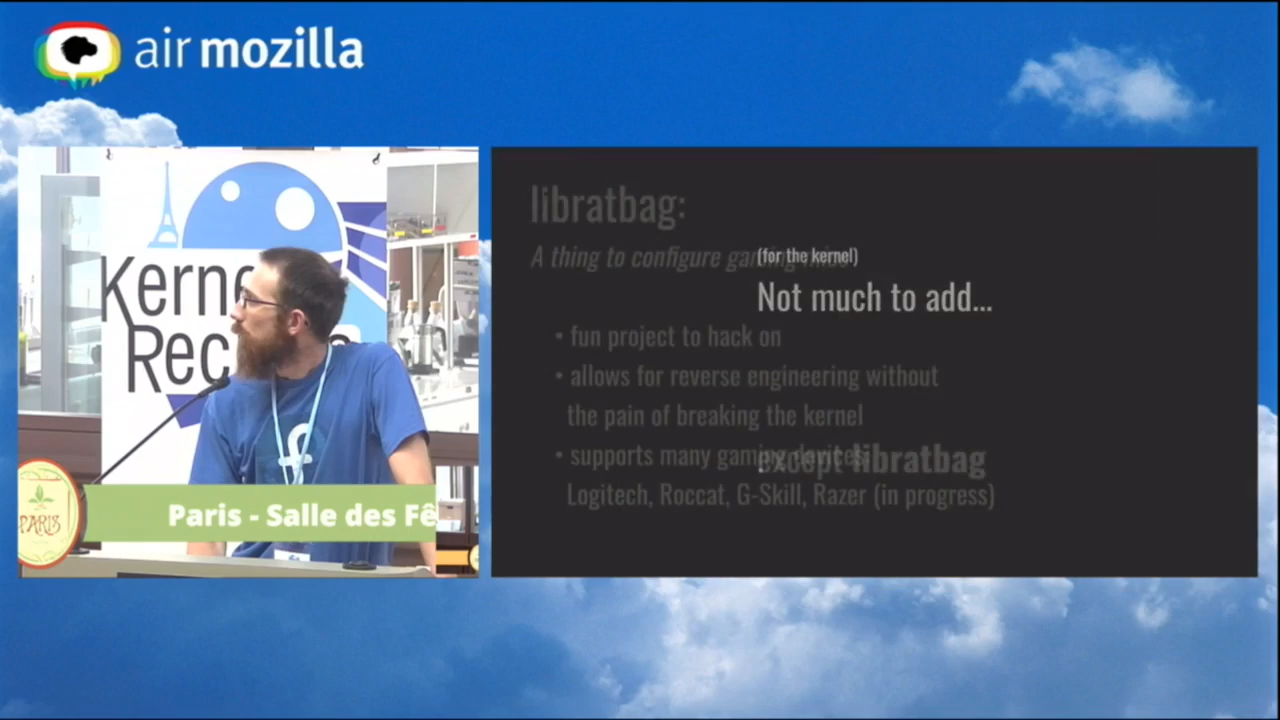 air mozilla
Kerne
Rec
PARIS
Paris - Salle des Fê
libratbag:
A thing to configure gaming mice
(for the kernel)
Not much to add...
• fun project to hack on
• allows for reverse engineering without
the pain of breaking the kernel
• supports many gaming devices:
except libratbag
Logitech, Roccat, G-Skill, Razer (in progress)